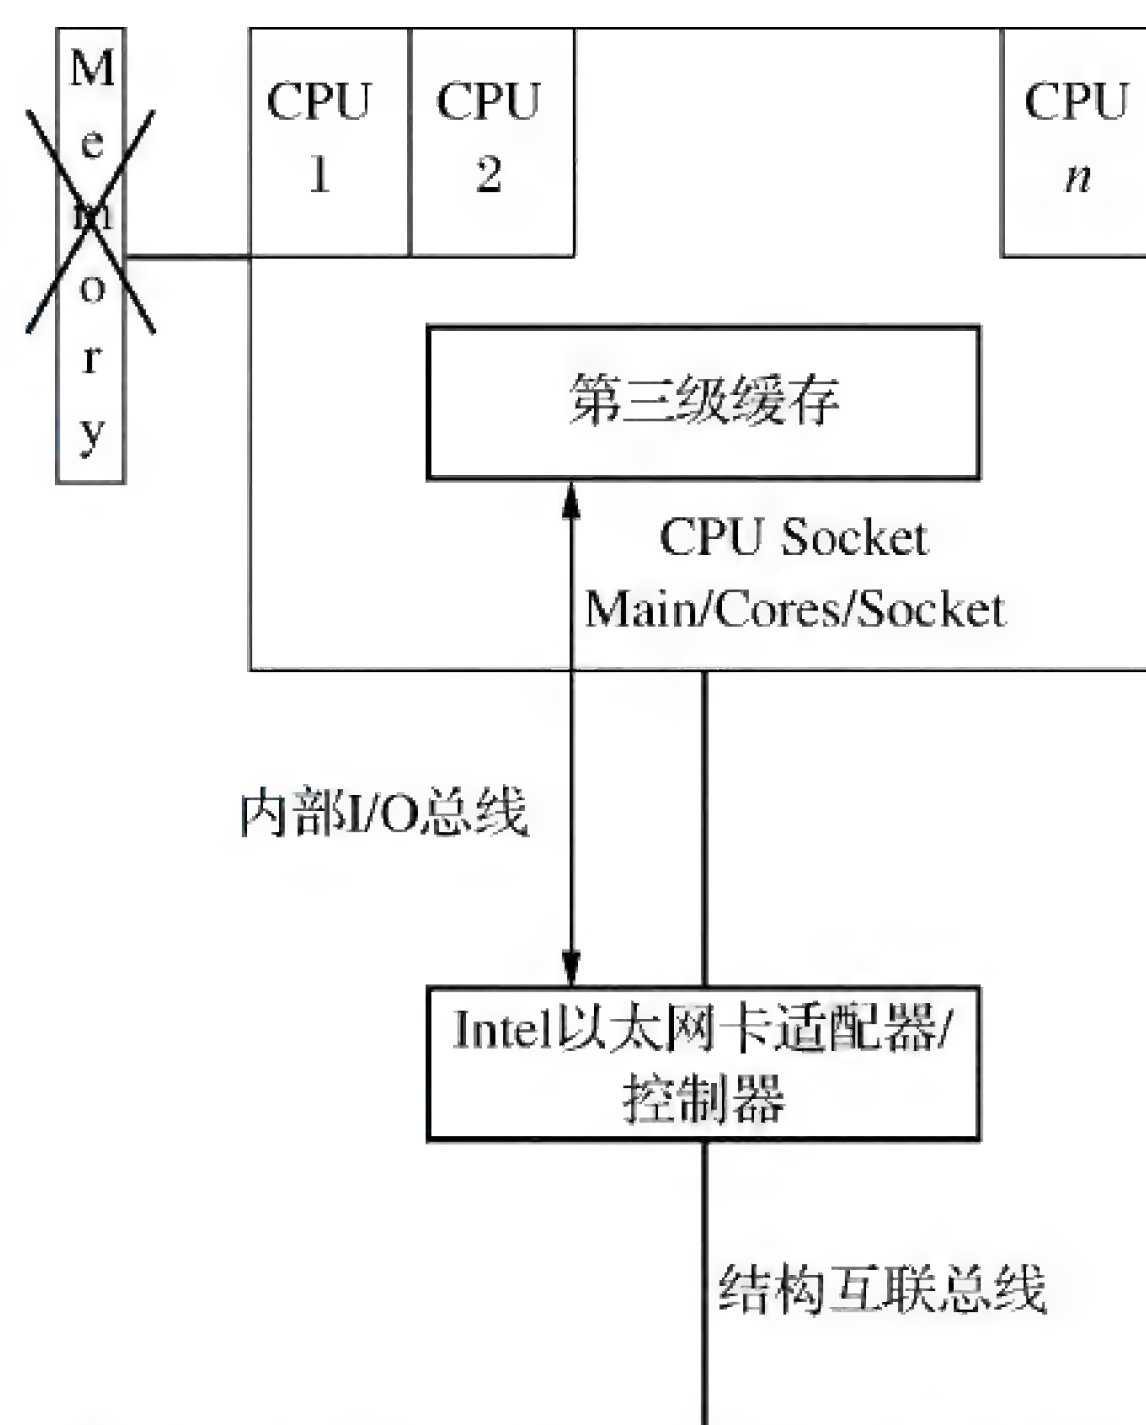 Memory
CPU
1
CPU
2
CPU
n
第三级缓存
CPU Socket
Main/Cores/Socket
内部I/O总线
Intel以太网卡适配器/
控制器
结构互联总线